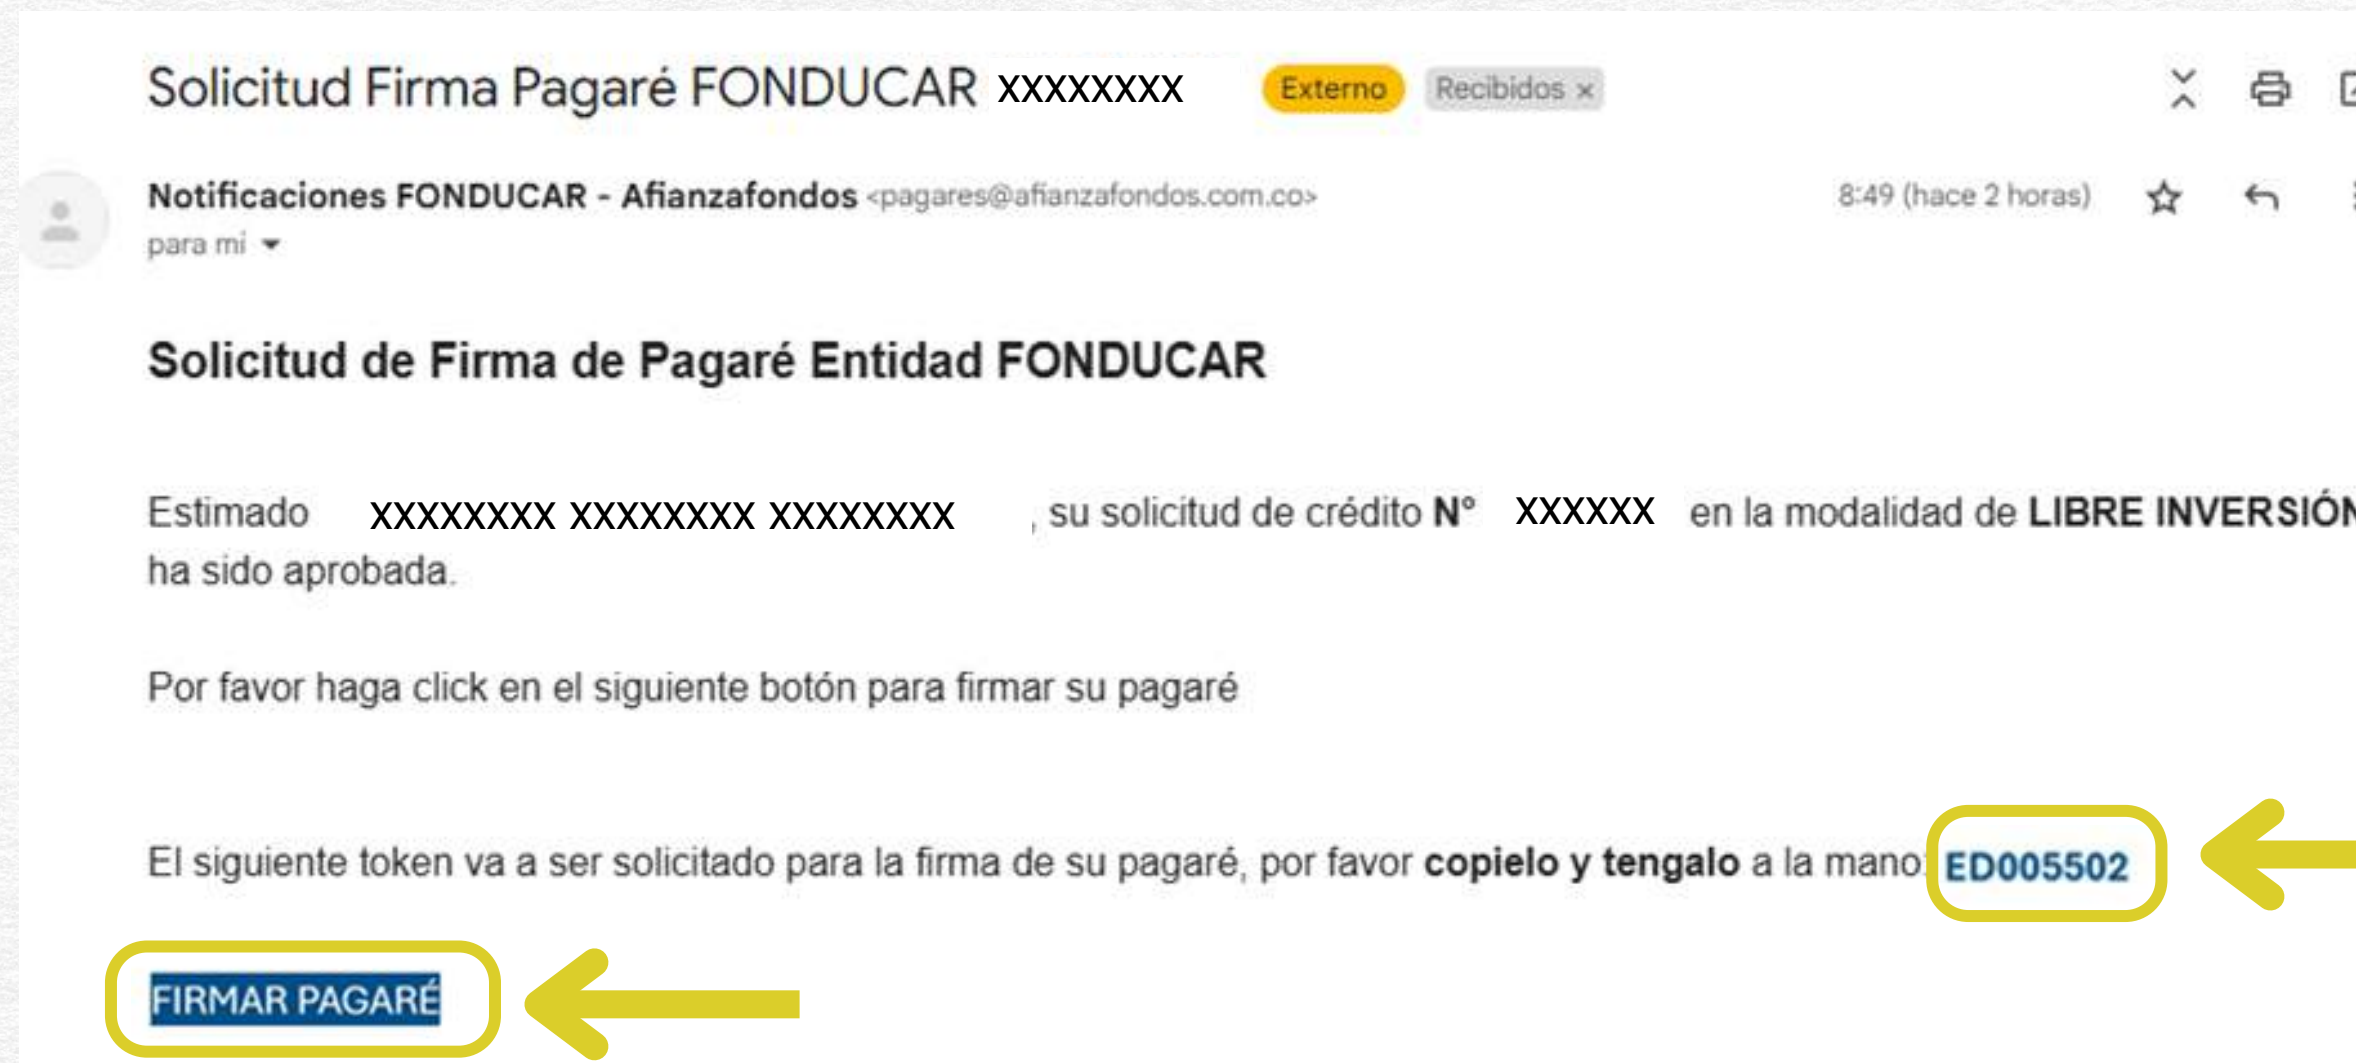 Solicitud Firma Pagaré FONDUCAR XXXXXXXX Externo Recibidos x
Notificaciones FONDUCAR - Afianzafondos <pagares@afianzafondos.com.co> 8:49 (hace 2 horas)
para mí
Solicitud de Firma de Pagaré Entidad FONDUCAR
Estimado XXXXXXXX XXXXXXXX XXXXXXXX , su solicitud de crédito N° XXXXXX en la modalidad de LIBRE INVERSIÓN
ha sido aprobada.
Por favor haga click en el siguiente botón para firmar su pagaré
El siguiente token va a ser solicitado para la firma de su pagaré, por favor copielo y tengalo a la mano: ED005502
FIRMAR PAGARÉ